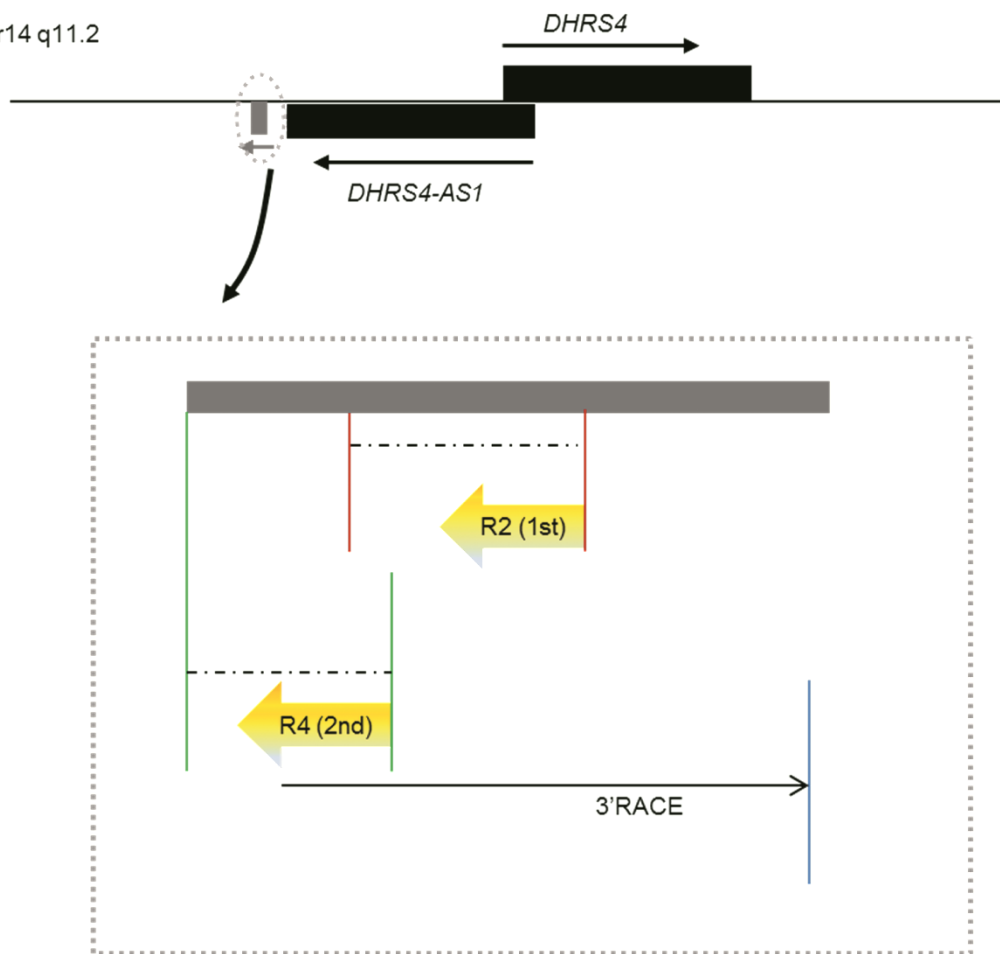 r14 q11.2
DHRS4
DHRS4-AS1
R2 (1st)
R4 (2nd)
3'RACE